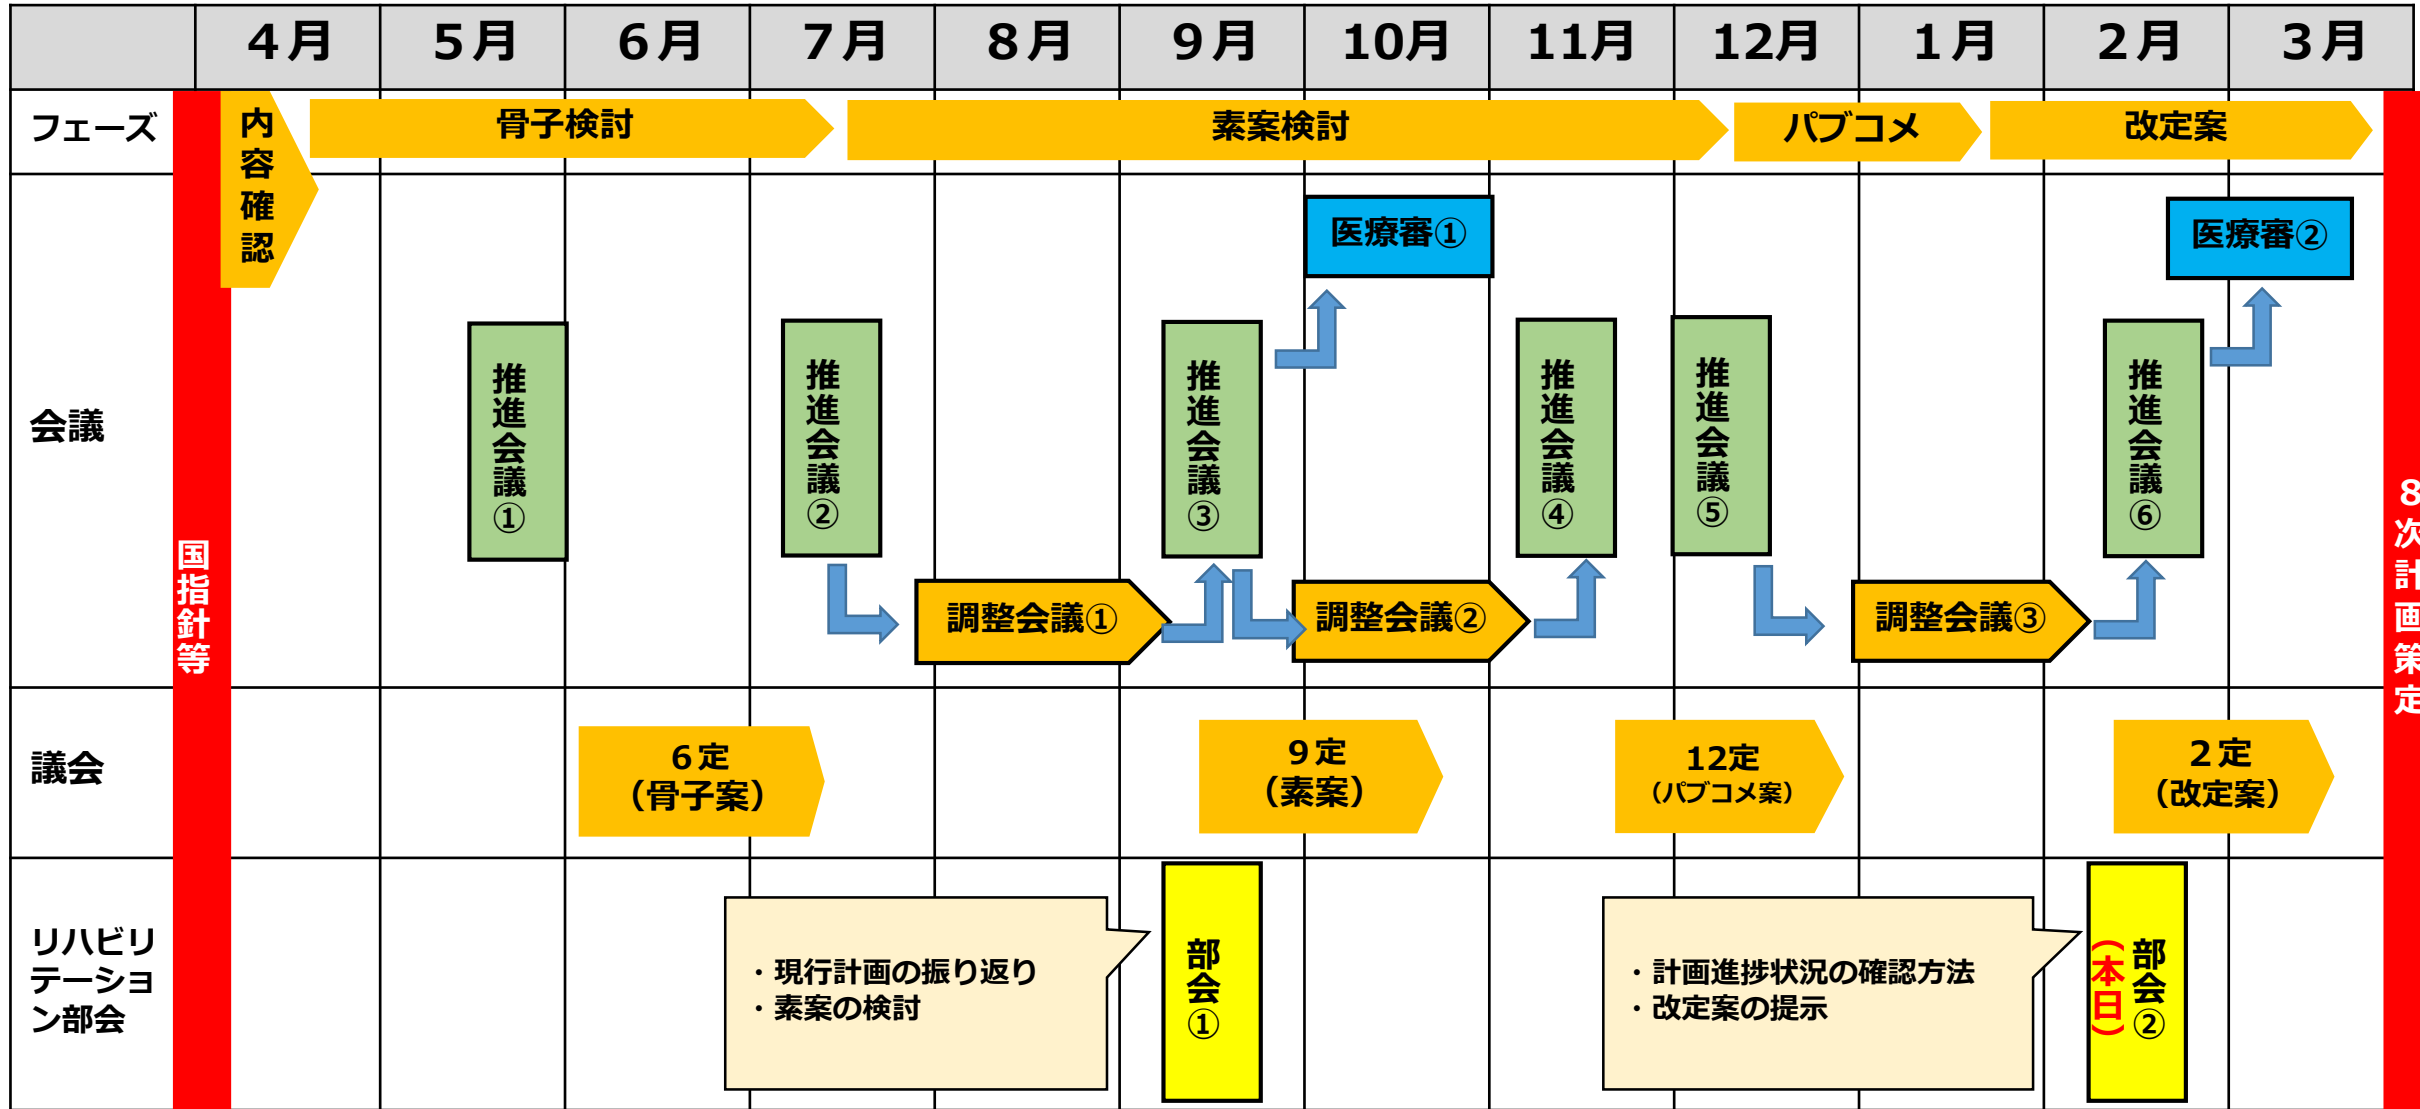 4月 5月 6月 7月 8月 9月 10月 11月 12月 1月 2月 3月
フェーズ
内容確認
骨子検討
素案検討
パブコメ
改定案
国指針等
会議
医療審①
医療審②
推進会議①
推進会議②
推進会議③
推進会議④
推進会議⑤
推進会議⑥
調整会議①
調整会議②
調整会議③
8次計画策定
議会
6定
（骨子案）
9定
（素案）
12定
（パブコメ案）
2定
（改定案）
リハビリ
テーショ
ン部会
・現行計画の振り返り
・素案の検討
部会①
・計画進捗状況の確認方法
・改定案の提示
部会②
（本日）